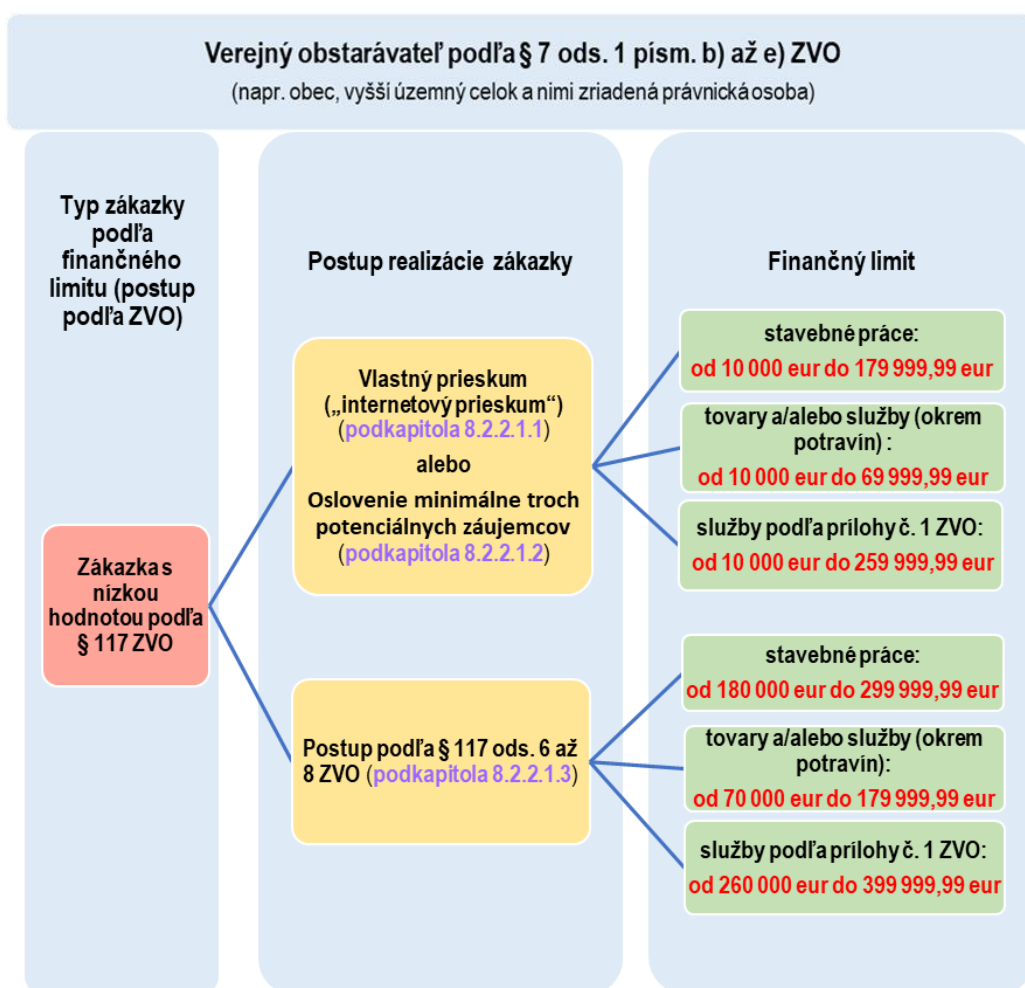 Verejný obstarávateľ podľa § 7 ods. 1 písm. b) až e) ZVO
(napr. obec, vyšší územný celok a nimi zriadená právnická osoba)
Typ zákazky
podľa
finančného
limitu (postup
podľa ZVO)
Zákazka s
nízkou
hodnotou podľa
§ 117 ZVO
Postup realizácie zákazky
Vlastný prieskum
(„internetový prieskum“)
(podkapitola 8.2.2.1.1)
alebo
Oslovenie minimálne troch
potenciálnych záujemcov
(podkapitola 8.2.2.1.2)
Postup podľa § 117 ods. 6 až
8 ZVO (podkapitola 8.2.2.1.3)
Finančný limit
stavebné práce:
od 10 000 eur do 179 999,99 eur
tovary a/alebo služby (okrem
potravín) :
od 10 000 eur do 69 999,99 eur
služby podľa prílohy č. 1 ZVO:
od 10 000 eur do 259 999,99 eur
stavebné práce:
od 180 000 eur do 299 999,99 eur
tovary a/alebo služby (okrem
potravín):
od 70 000 eur do 179 999,99 eur
služby podľa prílohy č. 1 ZVO:
od 260 000 eur do 399 999,99 eur